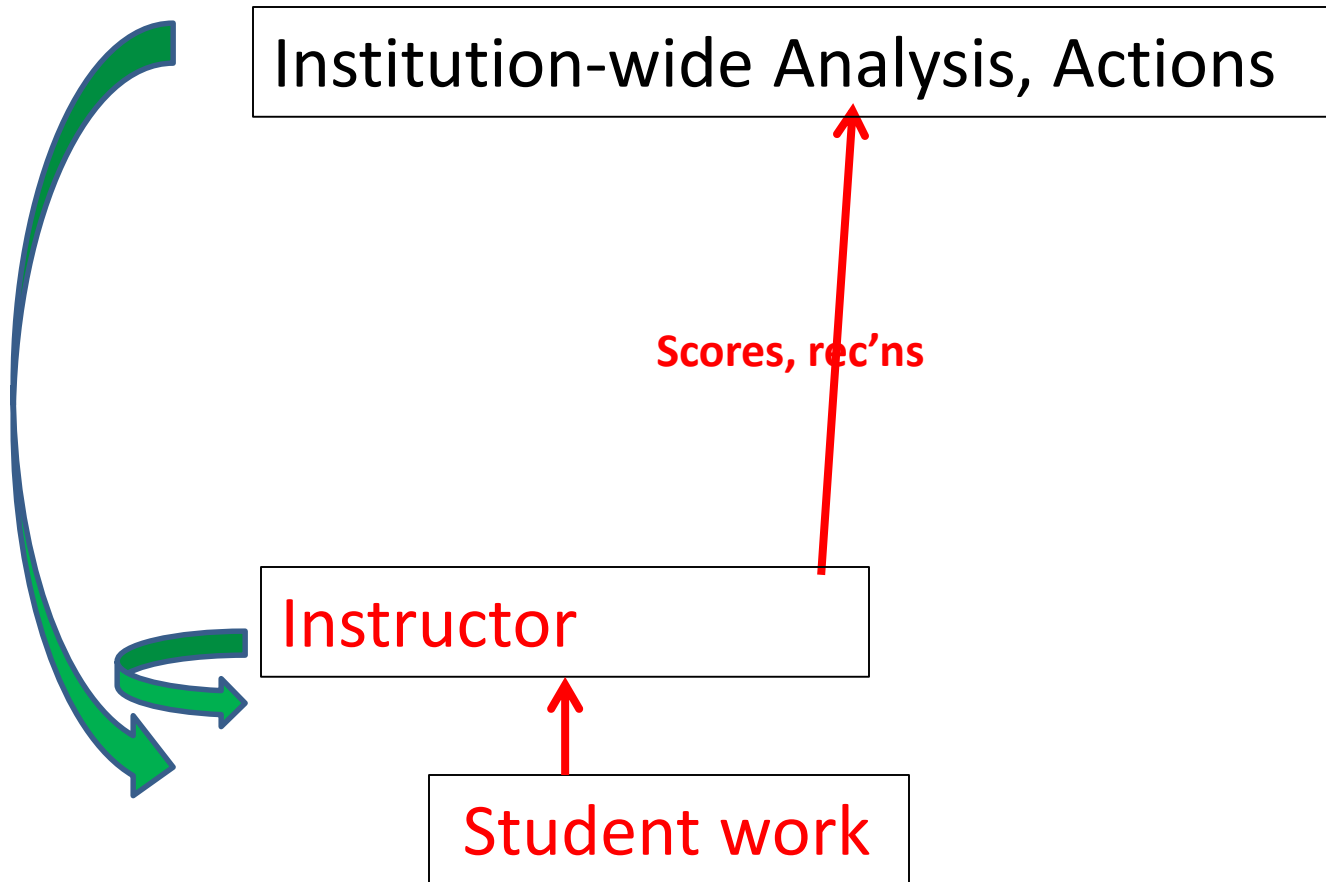 Institution-wide Analysis, Actions
Scores, rec’ns
Instructor
Student work